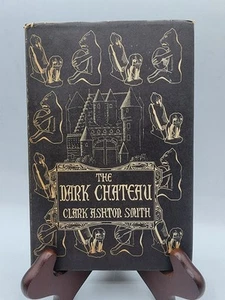 THE
DARK CHATEAU
CLARK ASHTON SMITH